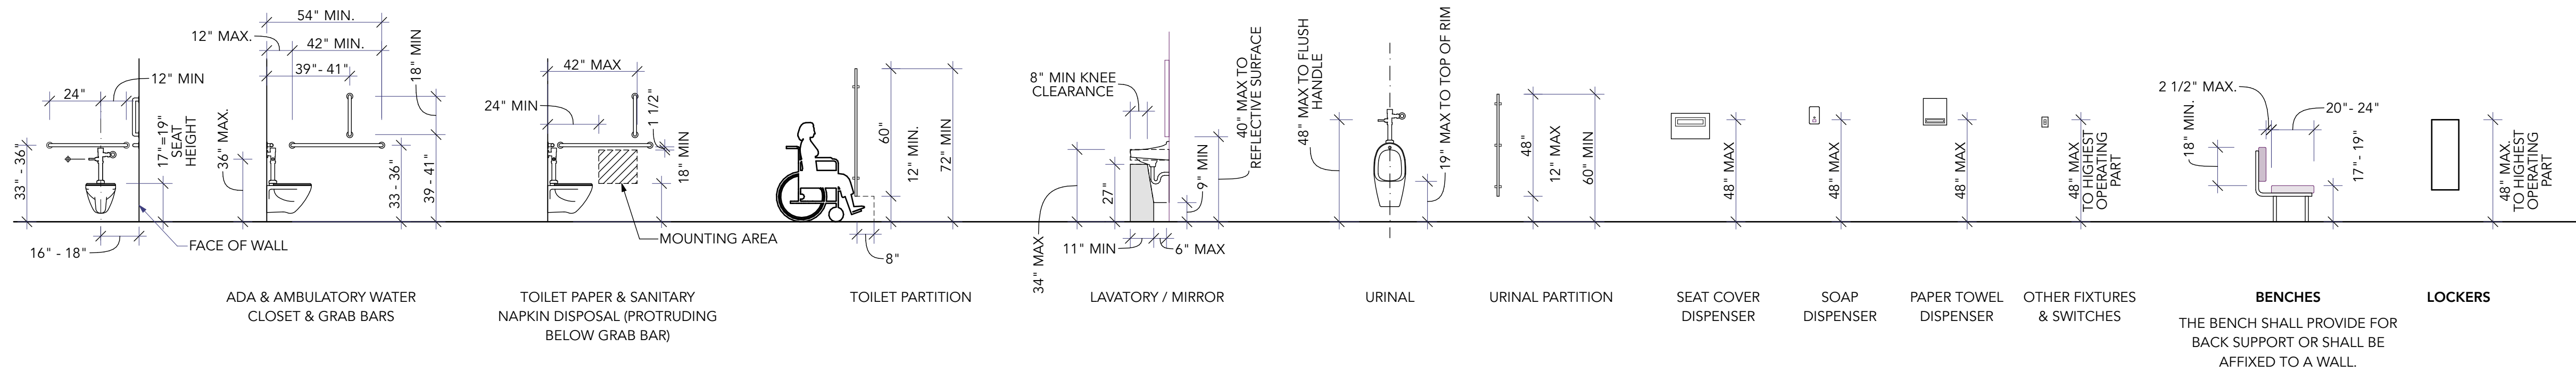 24"
12" MIN
33" - 36"
17"=19"
SEAT
HEIGHT
16" - 18"
FACE OF WALL
54" MIN.
12" MAX.
42" MIN.
39"- 41"
36" MAX.
18" MIN
33 - 36"
39 - 41"
ADA & AMBULATORY WATER
CLOSET & GRAB BARS
42" MAX
24" MIN
1 1/2"
18" MIN
MOUNTING AREA
TOILET PAPER & SANITARY
NAPKIN DISPOSAL (PROTRUDING
BELOW GRAB BAR)
60"
12" MIN.
72" MIN
8"
TOILET PARTITION
8" MIN KNEE
CLEARANCE
34" MAX
27"
9" MIN
40" MAX TO
REFLECTIVE SURFACE
11" MIN
6" MAX
LAVATORY / MIRROR
48" MAX TO FLUSH
HANDLE
19" MAX TO TOP OF RIM
URINAL
48"
12" MAX
60" MIN
URINAL PARTITION
48" MAX
SEAT COVER
DISPENSER
48" MAX
SOAP
DISPENSER
48" MAX
PAPER TOWEL
DISPENSER
48" MAX
TO HIGHEST
OPERATING
PART
OTHER FIXTURES
& SWITCHES
2 1/2" MAX.
20"- 24"
18" MIN.
17"- 19"
BENCHES
THE BENCH SHALL PROVIDE FOR
BACK SUPPORT OR SHALL BE
AFFIXED TO A WALL.
48" MAX.
TO HIGHEST
OPERATING
PART
LOCKERS